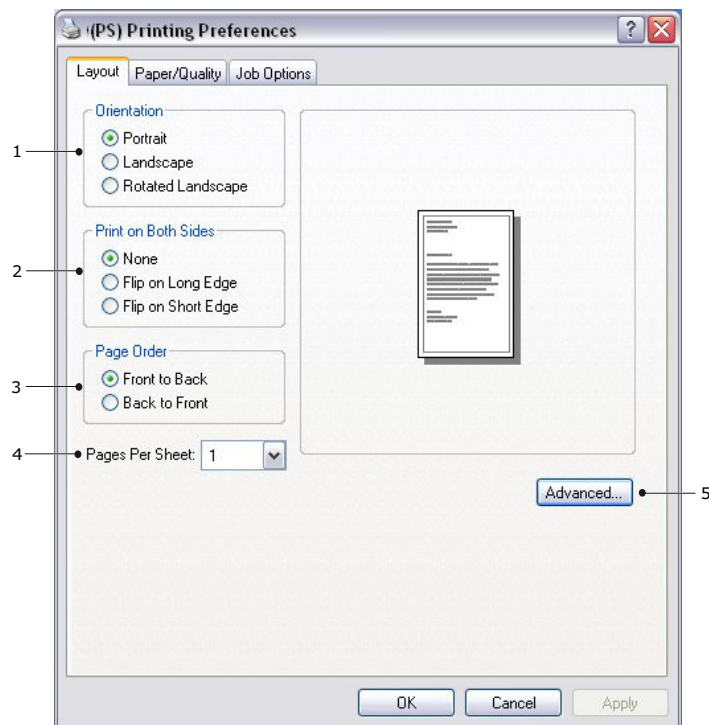 (PS) Printing Preferences
Layout Paper/Quality Job Options
Orientation
1
Portrait
Landscape
Rotated Landscape
Print on Both Sides
2
None
Flip on Long Edge
Flip on Short Edge
Page Order
3
Front to Back
Back to Front
4 Pages Per Sheet: 1
Advanced... 5
OK Cancel Apply